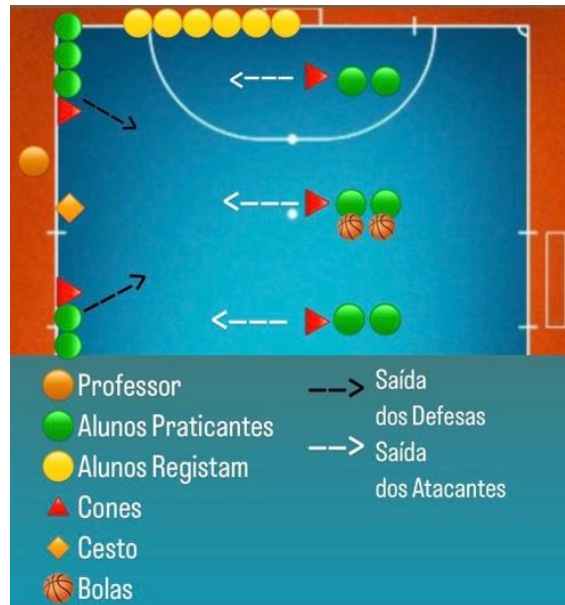 Professor
Alunos Praticantes
Alunos Registam
Cones
Cesto
Bolas
Saída
dos Defesas
Saída
dos Atacantes